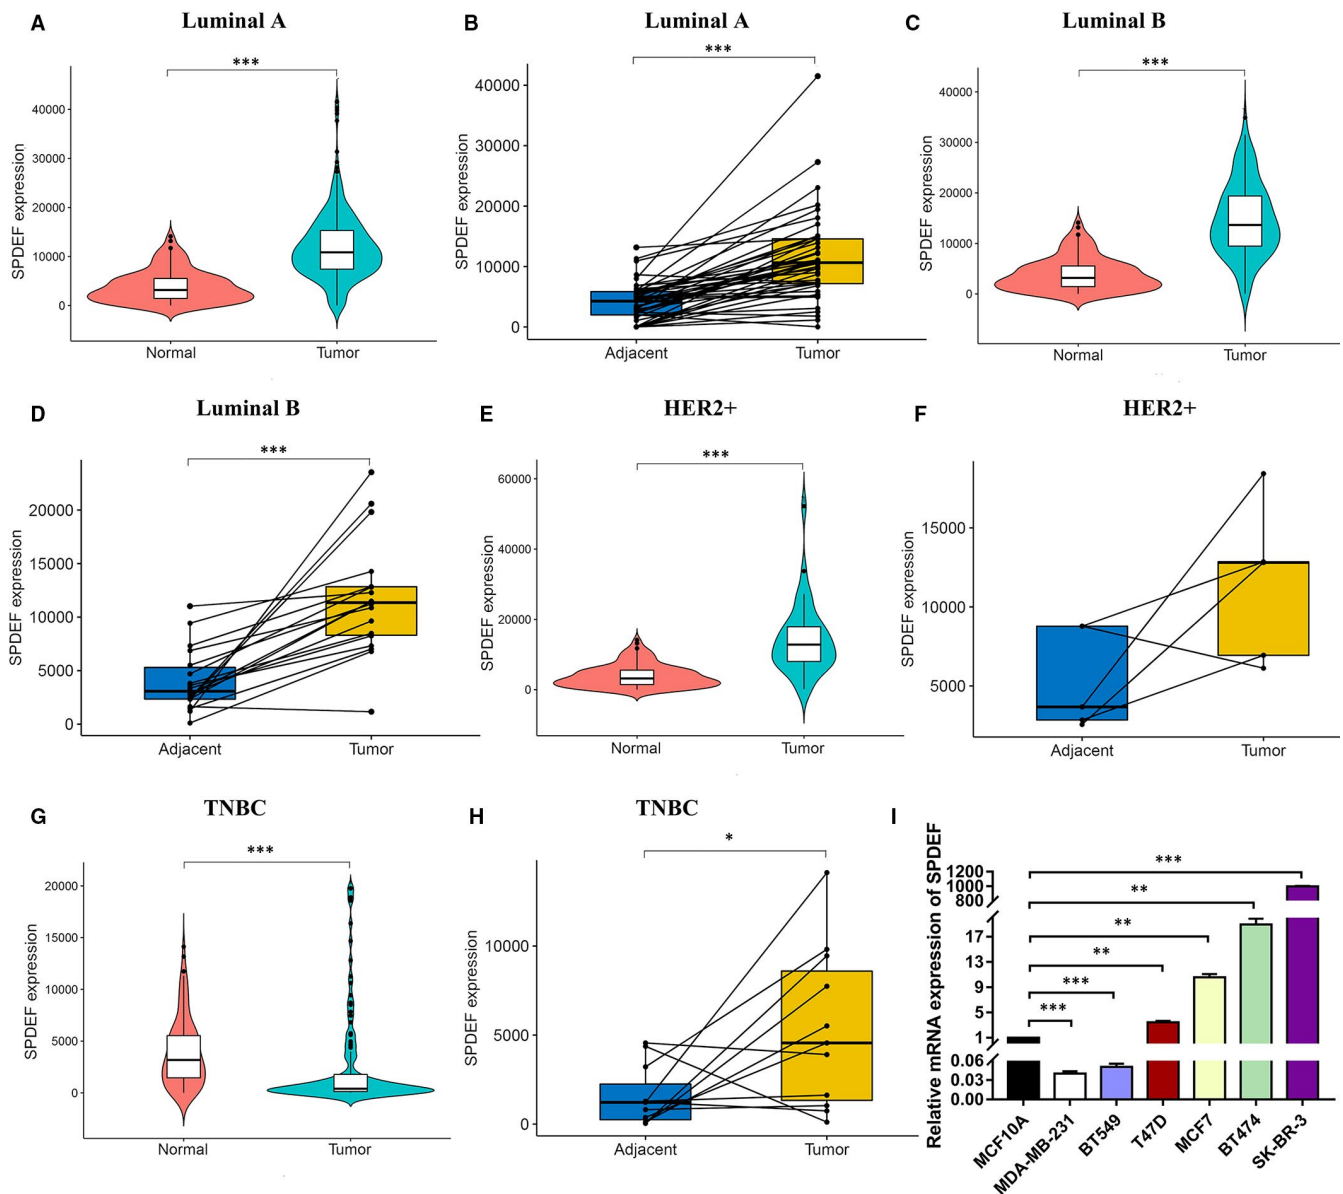 A
Luminal A
***
SPDEF expression
40000
30000
20000
10000
0
Normal
Tumor
B
Luminal A
***
SPDEF expression
40000
30000
20000
10000
0
Adjacent
Tumor
C
Luminal B
***
SPDEF expression
40000
30000
20000
10000
0
Normal
Tumor
D
Luminal B
***
SPDEF expression
20000
15000
10000
5000
0
Adjacent
Tumor
E
HER2+
***
SPDEF expression
60000
40000
20000
0
Normal
Tumor
F
HER2+
SPDEF expression
15000
10000
5000
Adjacent
Tumor
G
TNBC
***
SPDEF expression
20000
15000
10000
5000
0
Normal
Tumor
H
TNBC
*
SPDEF expression
10000
5000
0
Adjacent
Tumor
I
Relative mRNA expression of SPDEF
1200
1000
800
17
13
9
5
1
0.06
0.03
0.00
***
**
**
**
***
***
MCF10A
MDA-MB-231
BT549
T47D
MCF7
BT474
SK-BR-3